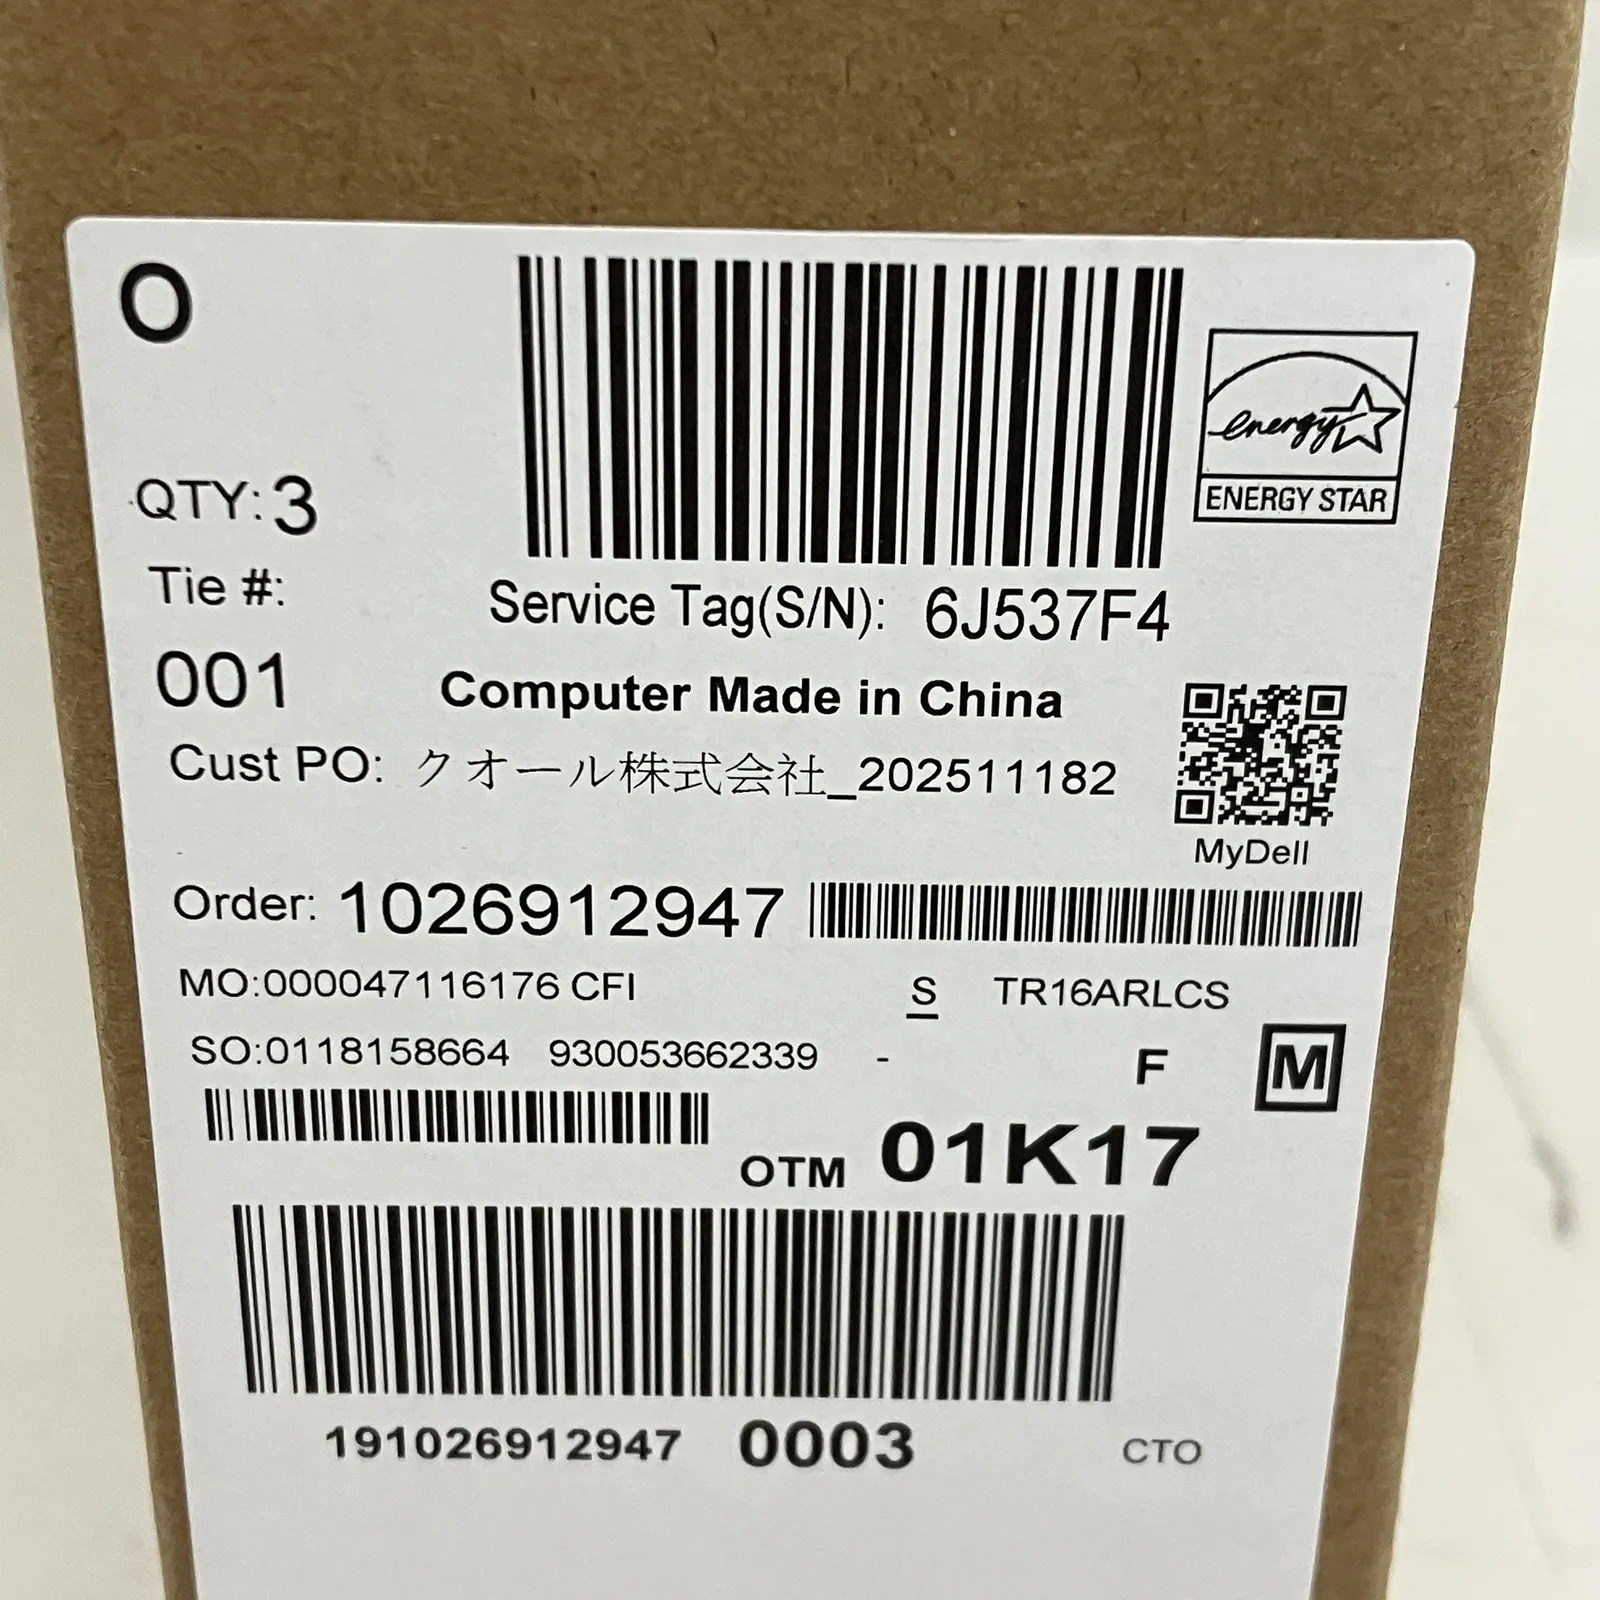 O
energy
ENERGY STAR
QTY: 3
Tie #:
Service Tag(S/N): 6J537F4
001
Computer Made in China
Cust PO: クオール株式会社_202511182
MyDell
Order: 1026912947
MO:000047116176 CFI S TR16ARLCS
SO:0118158664 930053662339 - F M
OTM 01K17
191026912947 0003 CTO